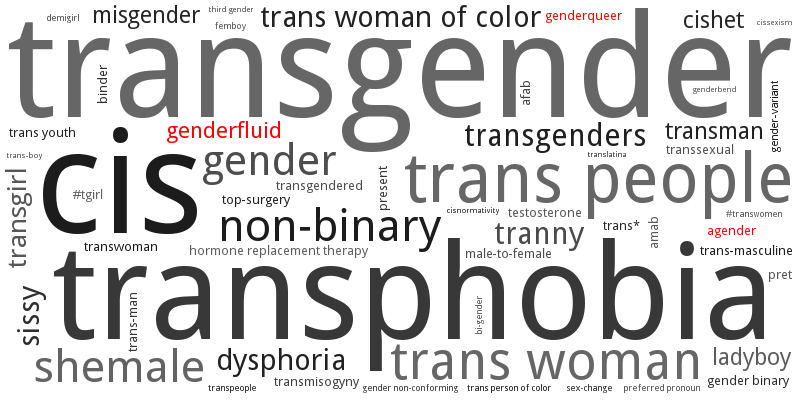 demigirl
misgender
third gender
femboy
trans woman of color
genderqueer
cishet
cissexism
transgender
binder
afab
genderbend
gender-variant
trans youth
genderfluid
transgenders
transman
trans-boy
cis
gender
translatina
transsexual
transgirl
#tgirl
transgendered
present
trans people
top-surgery
non-binary
cisnormativity
testosterone
#transwomen
tranny
trans*
amab
agender
transwoman
hormone replacement therapy
male-to-female
trans-masculine
transphobia
pret
sissy
trans-man
bi-gender
shemale
dysphoria
trans woman
ladyboy
transmisogyny
gender binary
transpeople
gender non-conforming
trans person of color
sex-change
preferred pronoun